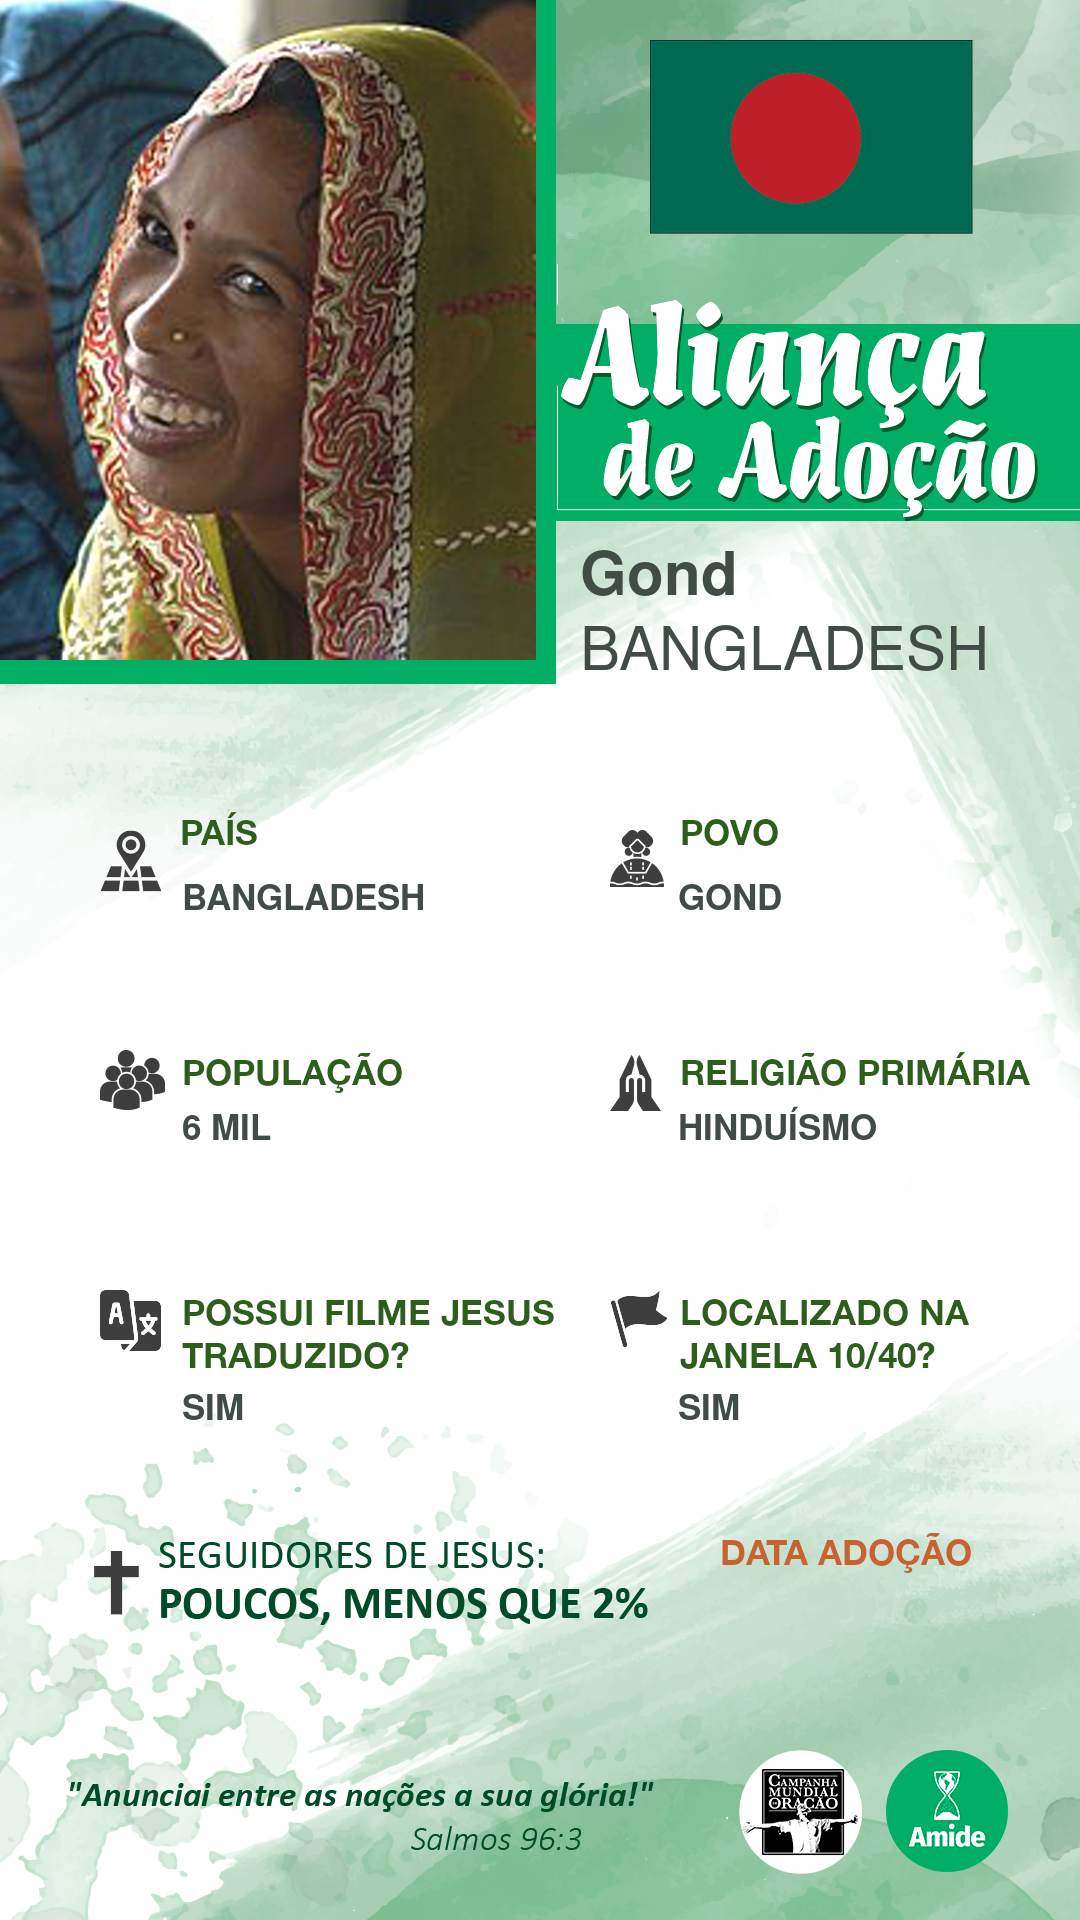 Aliança
de Adoção
Gond
BANGLADESH
PAÍS
BANGLADESH
POVO
GOND
POPULAÇÃO
6 MIL
RELIGIÃO PRIMÁRIA
HINDUÍSMO
POSSUI FILME JESUS
TRADUZIDO?
SIM
LOCALIZADO NA
JANELA 10/40?
SIM
SEGUIDORES DE JESUS:
POUCOS, MENOS QUE 2%
DATA ADOÇÃO
"Anunciai entre as nações a sua glória!"
Salmos 96:3
CAMPANHA
MUNDIAL
DE ORAÇÃO
Amide